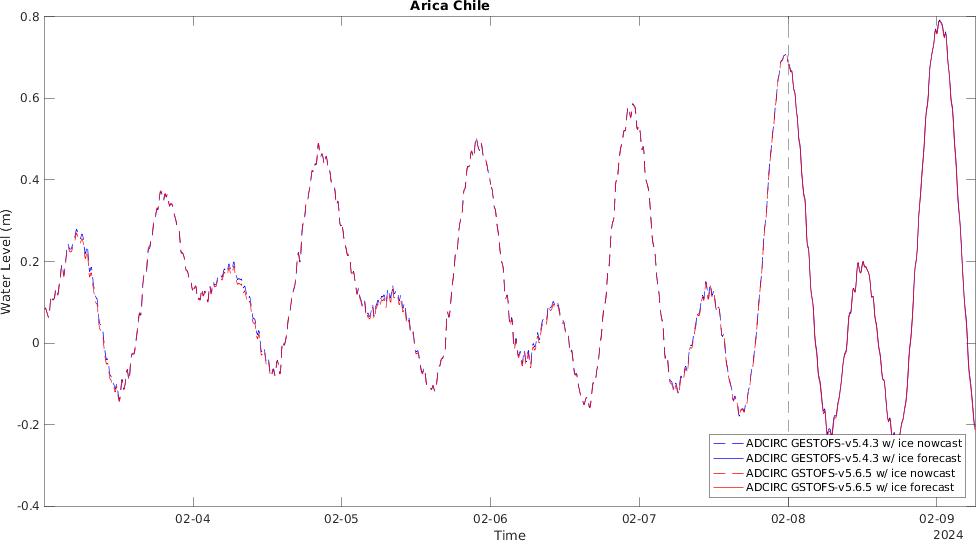 Arica Chile
Water Level (m)
0.8
0.6
0.4
0.2
0
-0.2
-0.4
ADCIRC GESTOFS-v5.4.3 w/ ice nowcast
ADCIRC GESTOFS-v5.4.3 w/ ice forecast
ADCIRC GSTOFS-v5.6.5 w/ ice nowcast
ADCIRC GSTOFS-v5.6.5 w/ ice forecast
02-04 02-05 02-06 02-07 02-08 02-09
Time 2024